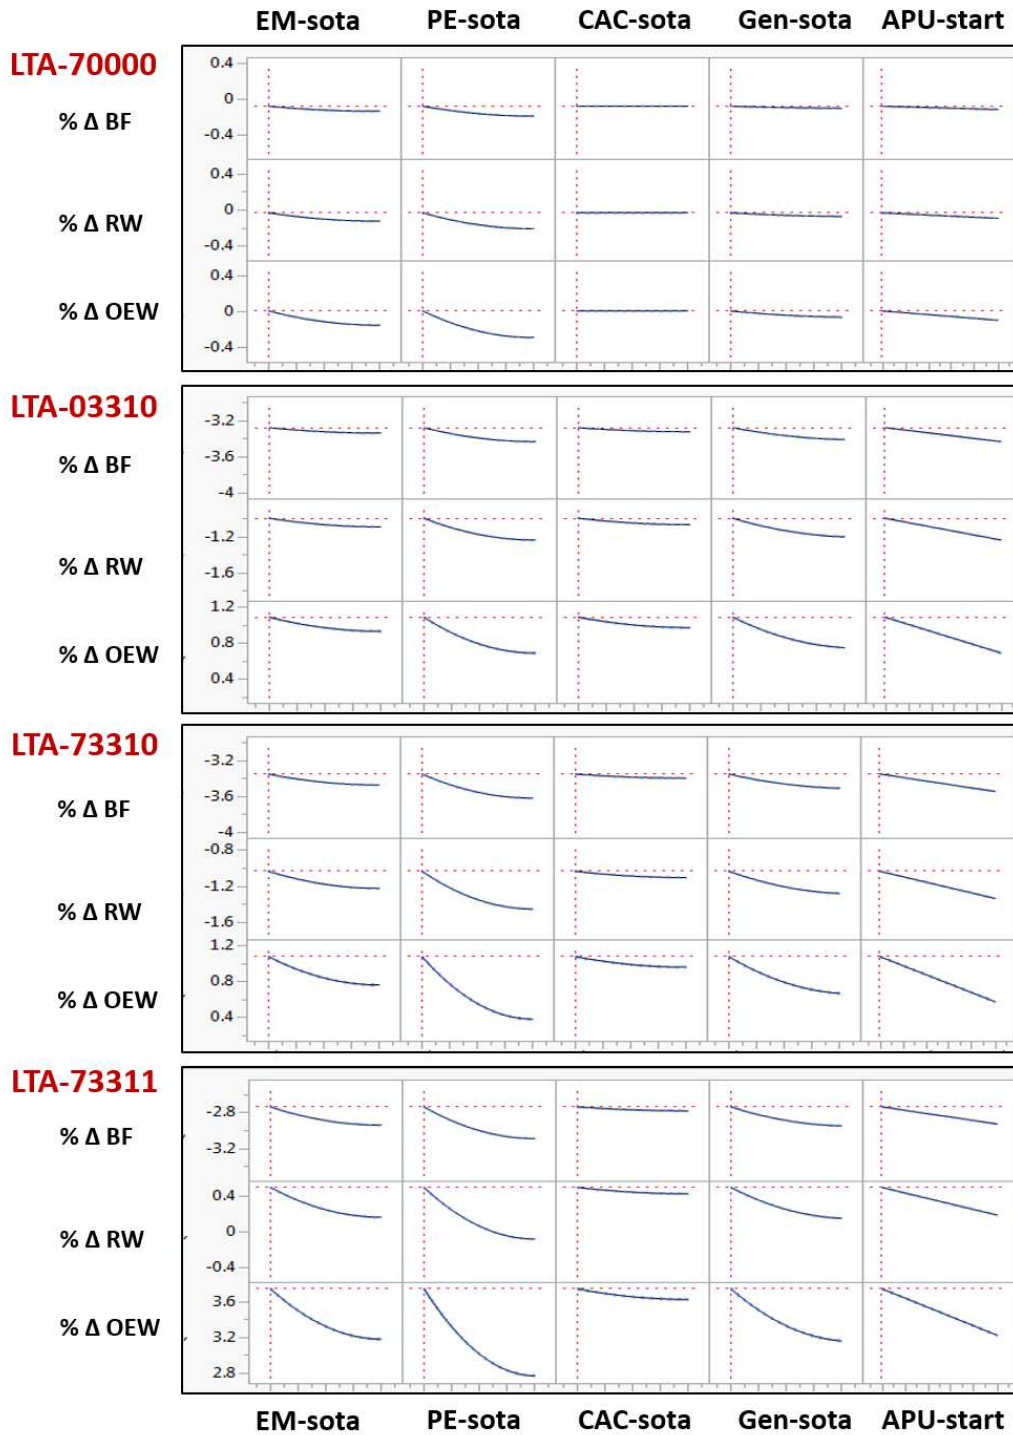 EM-sota PE-sota CAC-sota Gen-sota APU-start
LTA-70000
0.4
% Δ BF
0
-0.4
0.4
% Δ RW
0
-0.4
0.4
% Δ OEW
0
-0.4
LTA-03310
-3.2
% Δ BF
-3.6
-4
-1.2
% Δ RW
-1.6
1.2
% Δ OEW
0.8
0.4
LTA-73310
-3.2
% Δ BF
-3.6
-4
-0.8
-1.2
% Δ RW
-1.6
1.2
0.8
% Δ OEW
0.4
LTA-73311
-2.8
% Δ BF
-3.2
0.4
% Δ RW
0
-0.4
3.6
% Δ OEW
3.2
2.8
EM-sota PE-sota CAC-sota Gen-sota APU-start